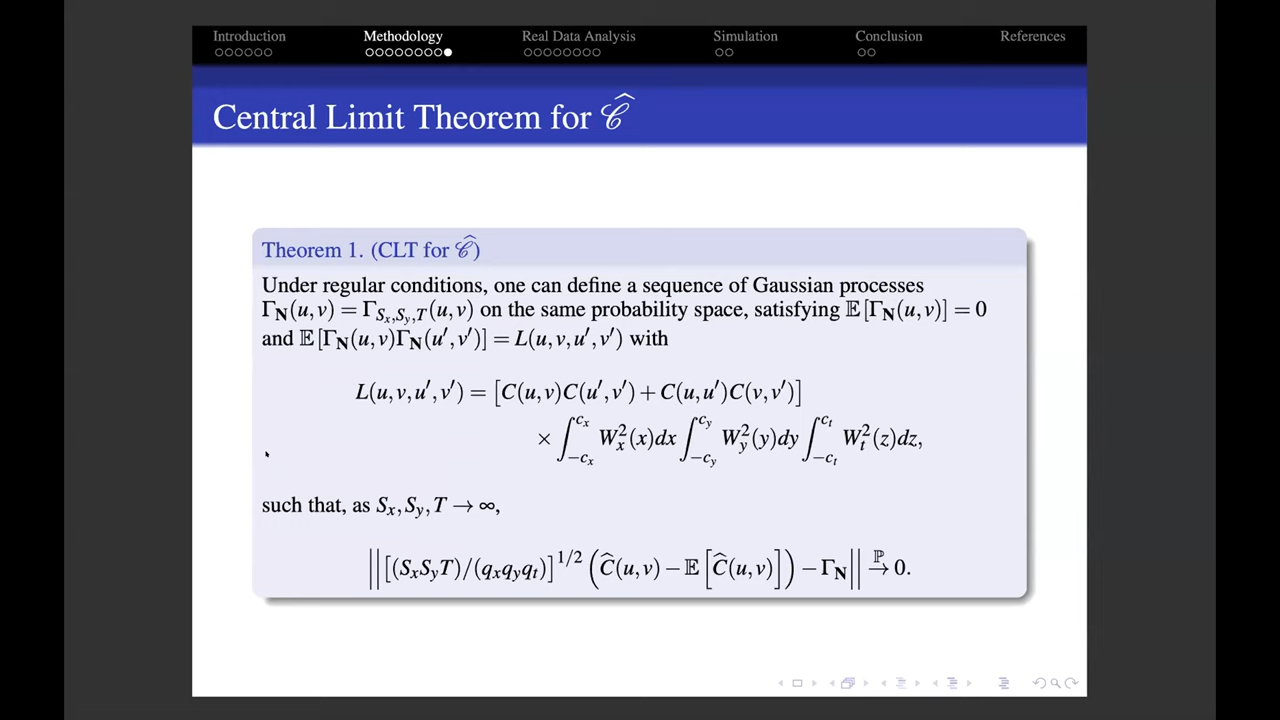 Introduction Methodology Real Data Analysis Simulation Conclusion References
Central Limit Theorem for 𝒞̂
Theorem 1. (CLT for 𝒞̂)
Under regular conditions, one can define a sequence of Gaussian processes
Γ_𝐍(u,v) = Γ_{S_x,S_y,T}(u,v) on the same probability space, satisfying 𝔼[Γ_𝐍(u,v)] = 0
and 𝔼[Γ_𝐍(u,v)Γ_𝐍(u′,v′)] = L(u,v,u′,v′) with
L(u,v,u′,v′) = [C(u,v)C(u′,v′) + C(u,u′)C(v,v′)]
× ∫_{−c_x}^{c_x} W_x^2(x)dx ∫_{−c_y}^{c_y} W_y^2(y)dy ∫_{−c_t}^{c_t} W_t^2(z)dz,
such that, as S_x, S_y, T → ∞,
||[(S_xS_yT)/(q_xq_yq_t)]^{1/2} (Ĉ(u,v) − 𝔼[Ĉ(u,v)]) − Γ_𝐍|| →^ℙ 0.